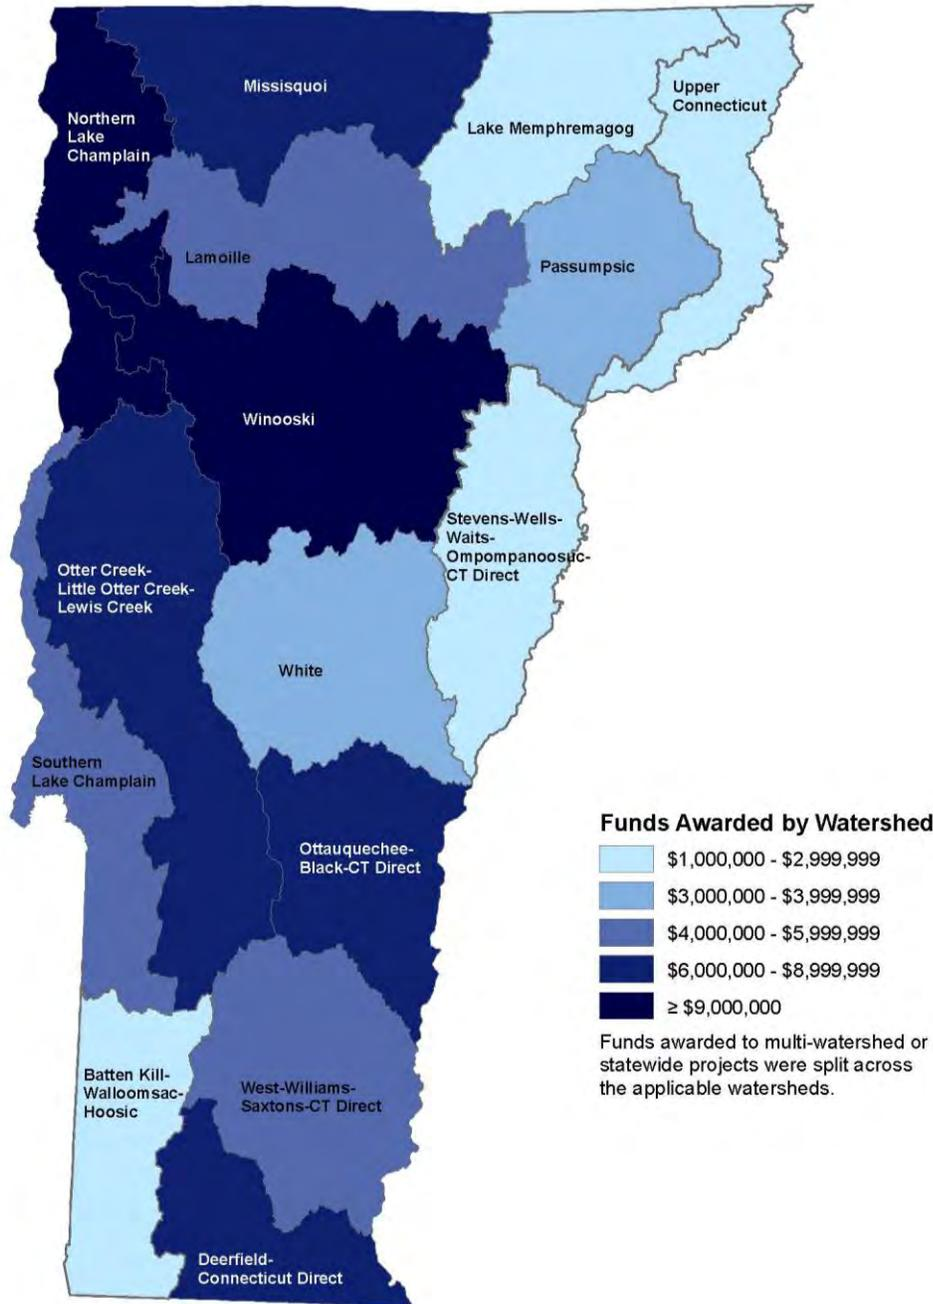 Missisquoi
Upper
Connecticut
Northern
Lake
Champlain
Lake Memphremagog
Lamoille
Passumpsic
Winooski
Stevens-Wells-
Waits-
Ompompanoosuc-
CT Direct
Otter Creek-
Little Otter Creek-
Lewis Creek
White
Southern
Lake Champlain
Ottauquechee-
Black-CT Direct
Batten Kill-
Walloomsac-
Hoosic
West-Williams-
Saxtons-CT Direct
Deerfield-
Connecticut Direct
Funds Awarded by Watershed
$1,000,000 - $2,999,999
$3,000,000 - $3,999,999
$4,000,000 - $5,999,999
$6,000,000 - $8,999,999
≥ $9,000,000
Funds awarded to multi-watershed or
statewide projects were split across
the applicable watersheds.